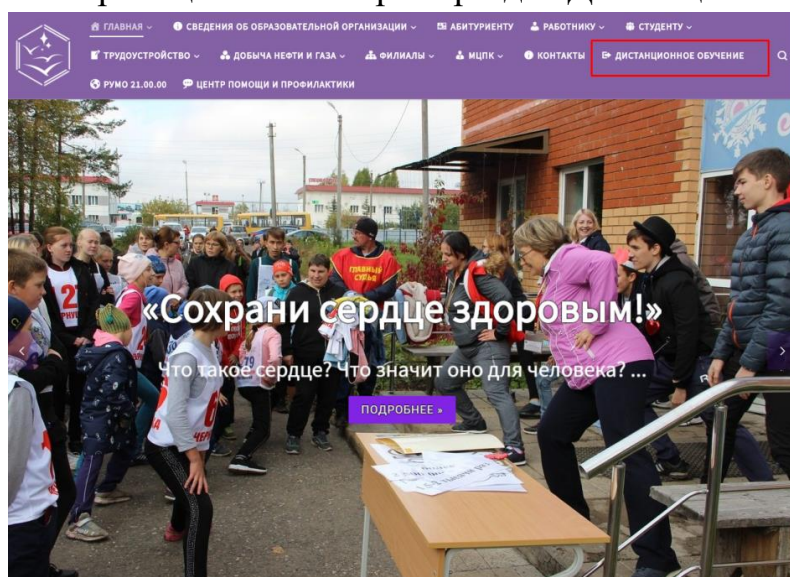 ГЛАВНАЯ СВЕДЕНИЯ ОБ ОБРАЗОВАТЕЛЬНОЙ ОРГАНИЗАЦИИ АБИТУРИЕНТУ РАБОТНИКУ СТУДЕНТУ
ТРУДОУСТРОЙСТВО ДОБЫЧА НЕФТИ И ГАЗА ФИЛИАЛЫ МЦПК КОНТАКТЫ ДИСТАНЦИОННОЕ ОБУЧЕНИЕ
РУМО 21.00.00 ЦЕНТР ПОМОЩИ И ПРОФИЛАКТИКИ
ГЛАВНЫЙ
СУДЬЯ
«Сохрани сердце здоровым!»
Что такое сердце? Что значит оно для человека? ...
ПОДРОБНЕЕ »